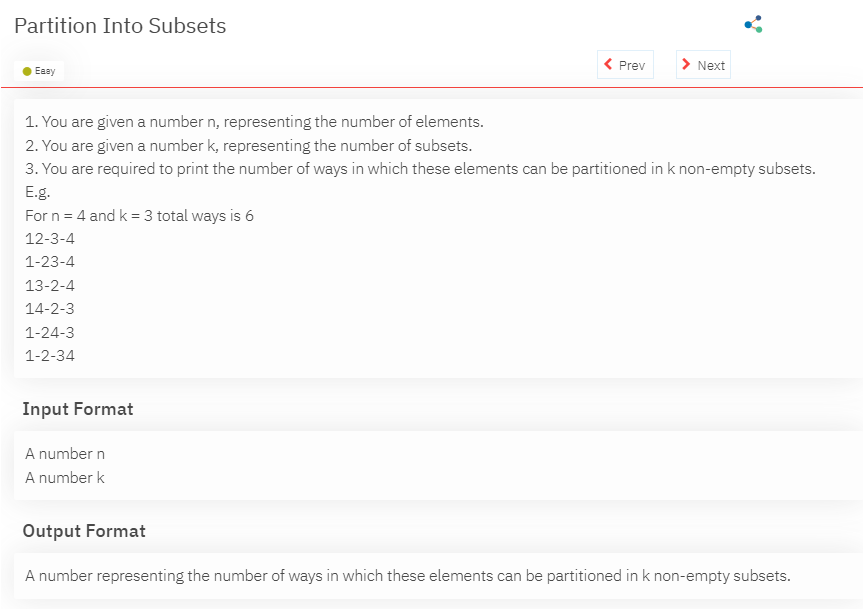 Partition Into Subsets
Easy
Prev
Next
1. You are given a number n, representing the number of elements.
2. You are given a number k, representing the number of subsets.
3. You are required to print the number of ways in which these elements can be partitioned in k non-empty subsets.
E.g.
For n = 4 and k = 3 total ways is 6
12-3-4
1-23-4
13-2-4
14-2-3
1-24-3
1-2-34
Input Format
A number n
A number k
Output Format
A number representing the number of ways in which these elements can be partitioned in k non-empty subsets.